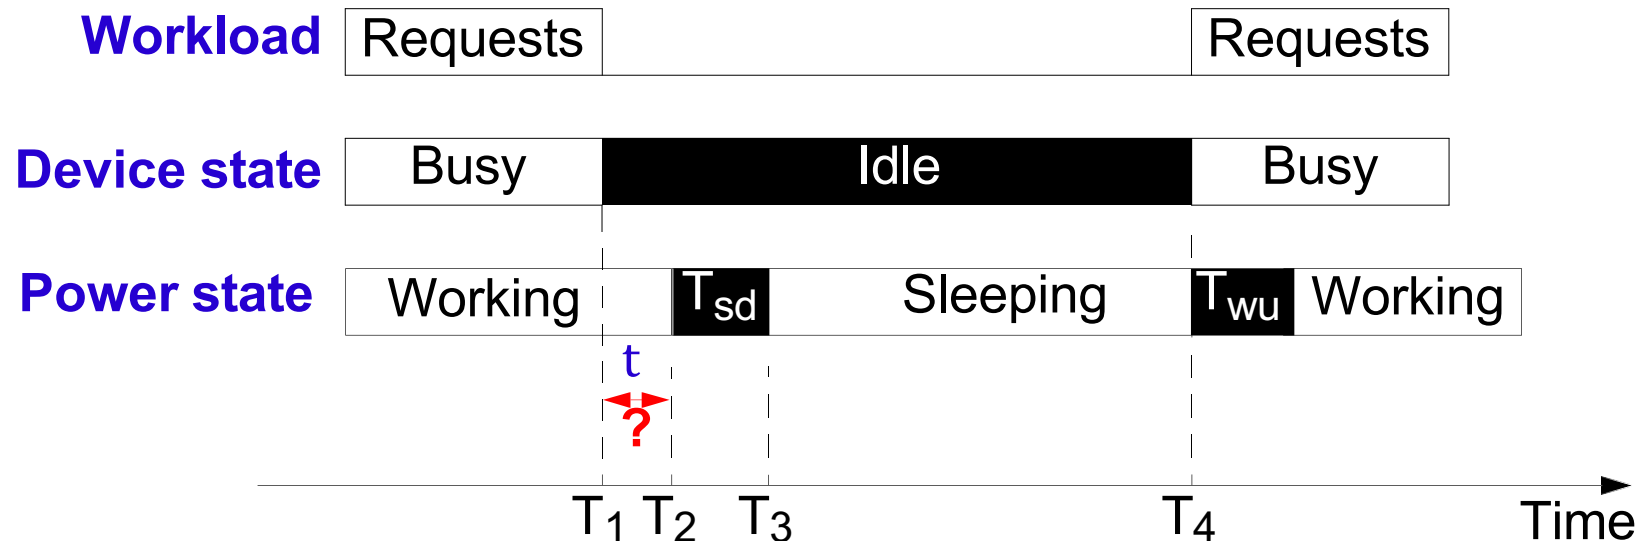 Workload Requests Requests
Device state Busy Idle Busy
Power state Working Tsd Sleeping Twu Working
t
?
T1 T2 T3 T4 Time